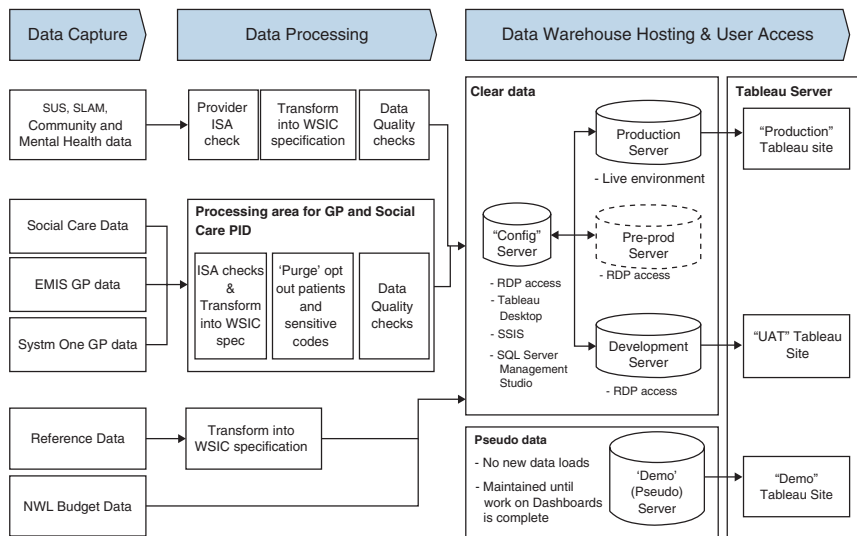 Data Capture
Data Processing
Data Warehouse Hosting & User Access
SUS, SLAM,
Community and
Mental Health data
Provider
ISA
check
Transform
into WSIC
specification
Data
Quality
checks
Social Care Data
EMIS GP data
Systm One GP data
Processing area for GP and Social
Care PID
ISA checks
&
Transform
into WSIC
spec
‘Purge’ opt
out patients
and
sensitive
codes
Data
Quality
checks
Reference Data
Transform into
WSIC specification
NWL Budget Data
Clear data
“Config”
Server
- RDP access
- Tableau
Desktop
- SSIS
- SQL Server
Management
Studio
Production
Server
- Live environment
Pre-prod
Server
- RDP access
Development
Server
- RDP access
Pseudo data
- No new data loads
- Maintained until
work on Dashboards
is complete
‘Demo’
(Pseudo)
Server
Tableau Server
“Production”
Tableau site
“UAT” Tableau
Site
“Demo”
Tableau Site